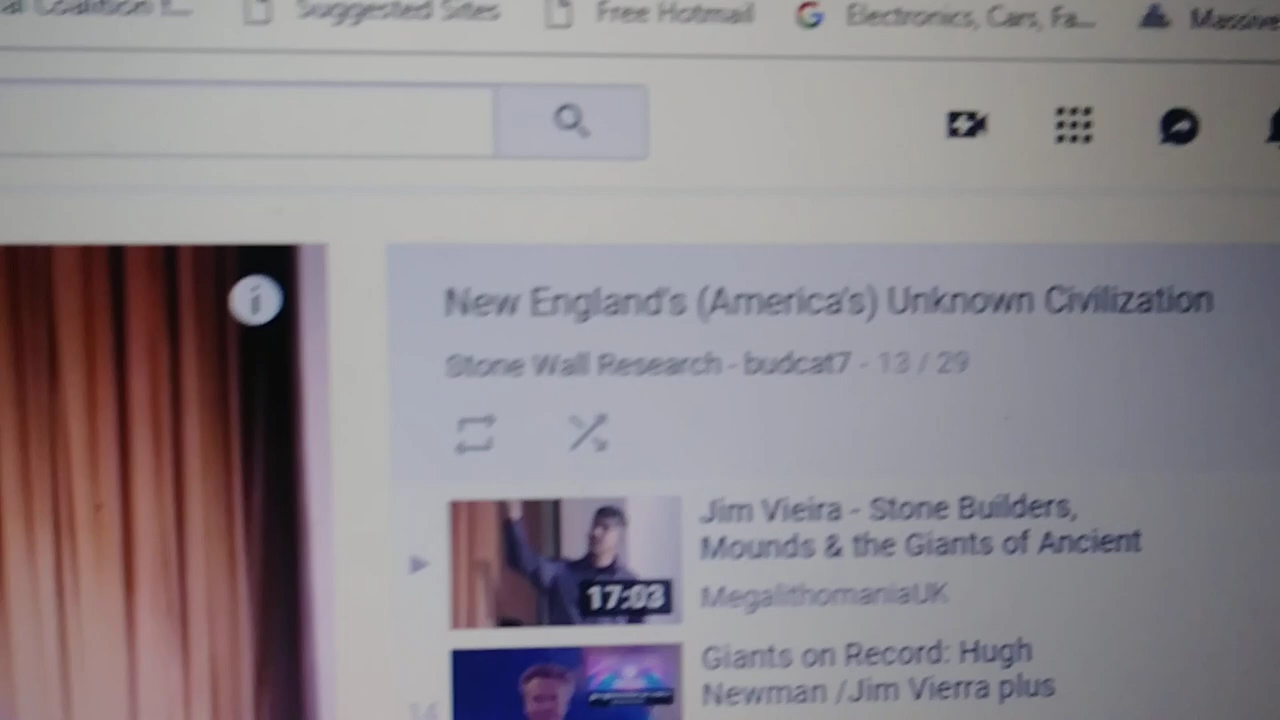 Suggested Sites
Free Hotmail
Electronics, Cars, Fa...
Massive
New England's (America's) Unknown Civilization
Stone Wall Research - budcat7 - 13 / 29
Jim Vieira - Stone Builders,
Mounds & the Giants of Ancient
MegalithomaniaUK
17:03
Giants on Record: Hugh
Newman /Jim Vierra plus
14